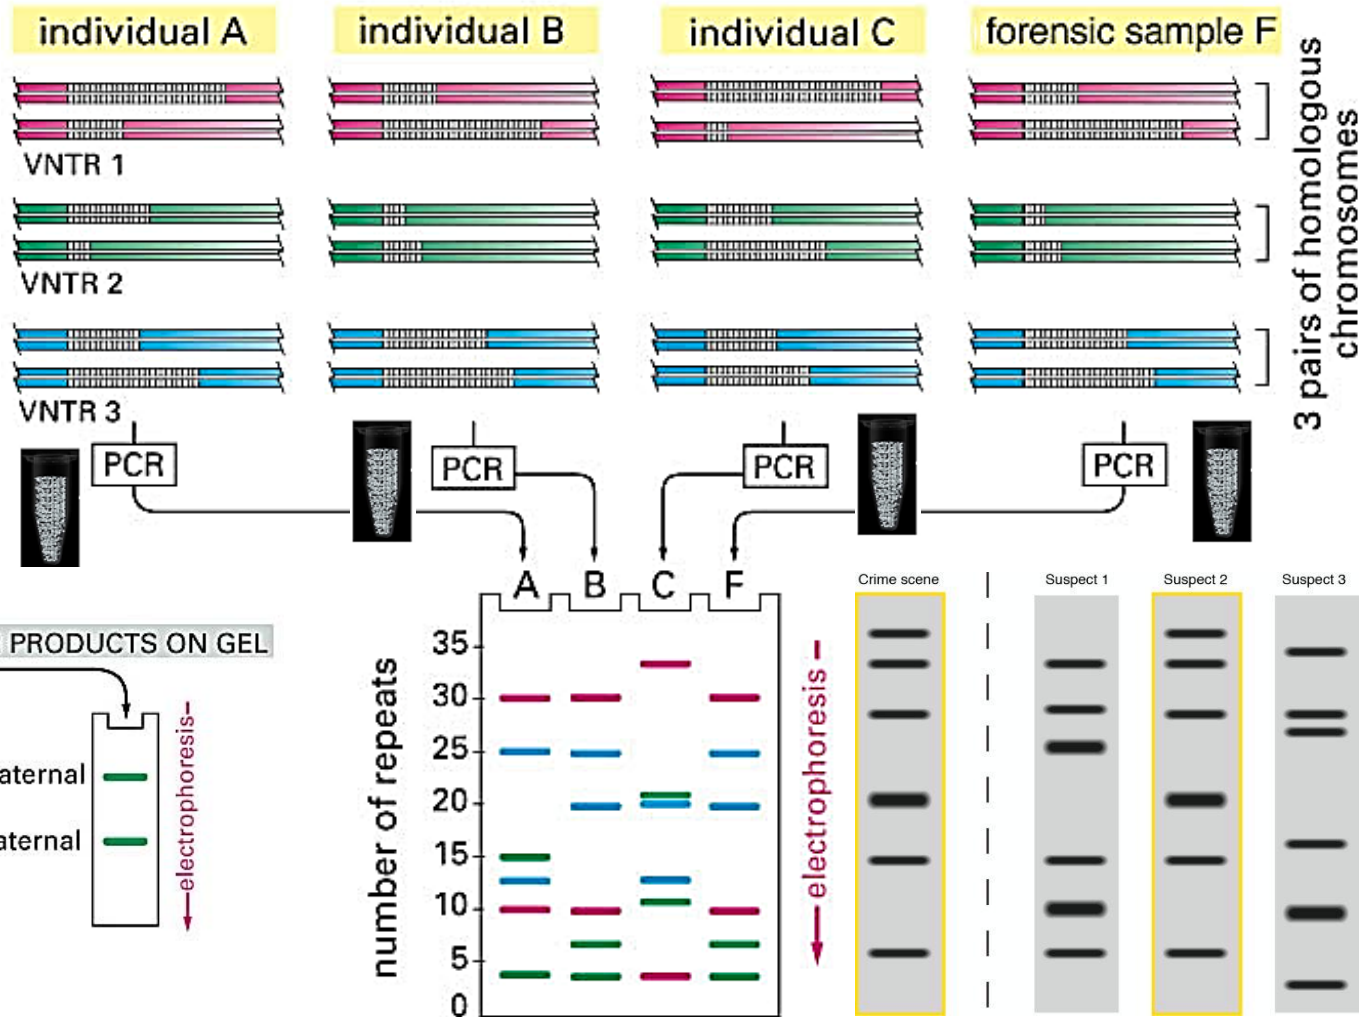 individual A
individual B
individual C
forensic sample F
VNTR 1
VNTR 2
VNTR 3
3 pairs of homologous
chromosomes
PCR
PCR
PCR
PCR
A B C F
number of repeats
35
30
25
20
15
10
5
0
electrophoresis
PRODUCTS ON GEL
aternal
aternal
electrophoresis
Crime scene
Suspect 1
Suspect 2
Suspect 3